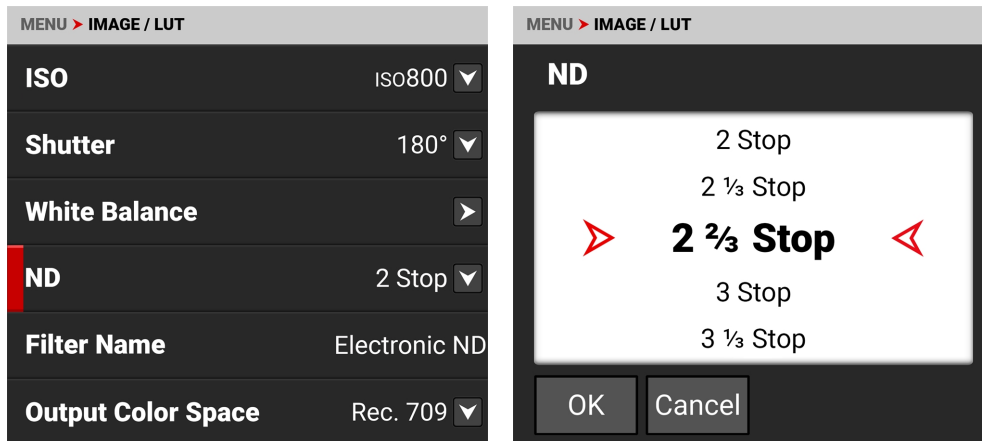 MENU ➤ IMAGE / LUT
ISO ISO800
Shutter 180°
White Balance
ND 2 Stop
Filter Name Electronic ND
Output Color Space Rec. 709
MENU ➤ IMAGE / LUT
ND
2 Stop
2 ⅓ Stop
2 ⅔ Stop
3 Stop
3 ⅓ Stop
OK Cancel